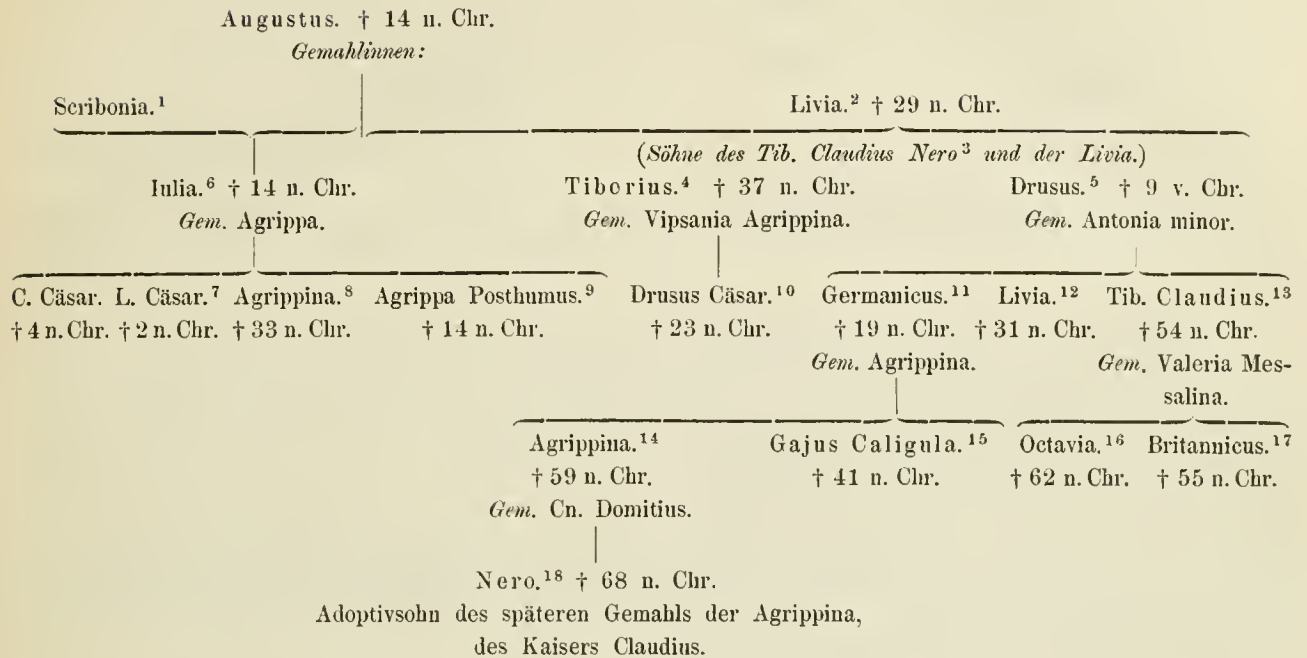 Augustus. † 14 n. Chr.
Gemahlinnen:
Scribonia.¹ Livia.² † 29 n. Chr.
(Söhne des Tib. Claudius Nero³ und der Livia.)
Iulia.⁶ † 14 n. Chr. Tiberius.⁴ † 37 n. Chr. Drusus.⁵ † 9 v. Chr.
Gem. Agrippa. Gem. Vipsania Agrippina. Gem. Antonia minor.
C. Cäsar. L. Cäsar.⁷ Agrippina.⁸ Agrippa Posthumus.⁹ Drusus Cäsar.¹⁰ Germanicus.¹¹ Livia.¹² Tib. Claudius.¹³
† 4 n. Chr. † 2 n. Chr. † 33 n. Chr. † 14 n. Chr. † 23 n. Chr. † 19 n. Chr. † 31 n. Chr. † 54 n. Chr.
Gem. Agrippina. Gem. Valeria Mes-
salina.
Agrippina.¹⁴ Gajus Caligula.¹⁵ Octavia.¹⁶ Britannicus.¹⁷
† 59 n. Chr. † 41 n. Chr. † 62 n. Chr. † 55 n. Chr.
Gem. Cn. Domitius.
Nero.¹⁸ † 68 n. Chr.
Adoptivsohn des späteren Gemahls der Agrippina,
des Kaisers Claudius.